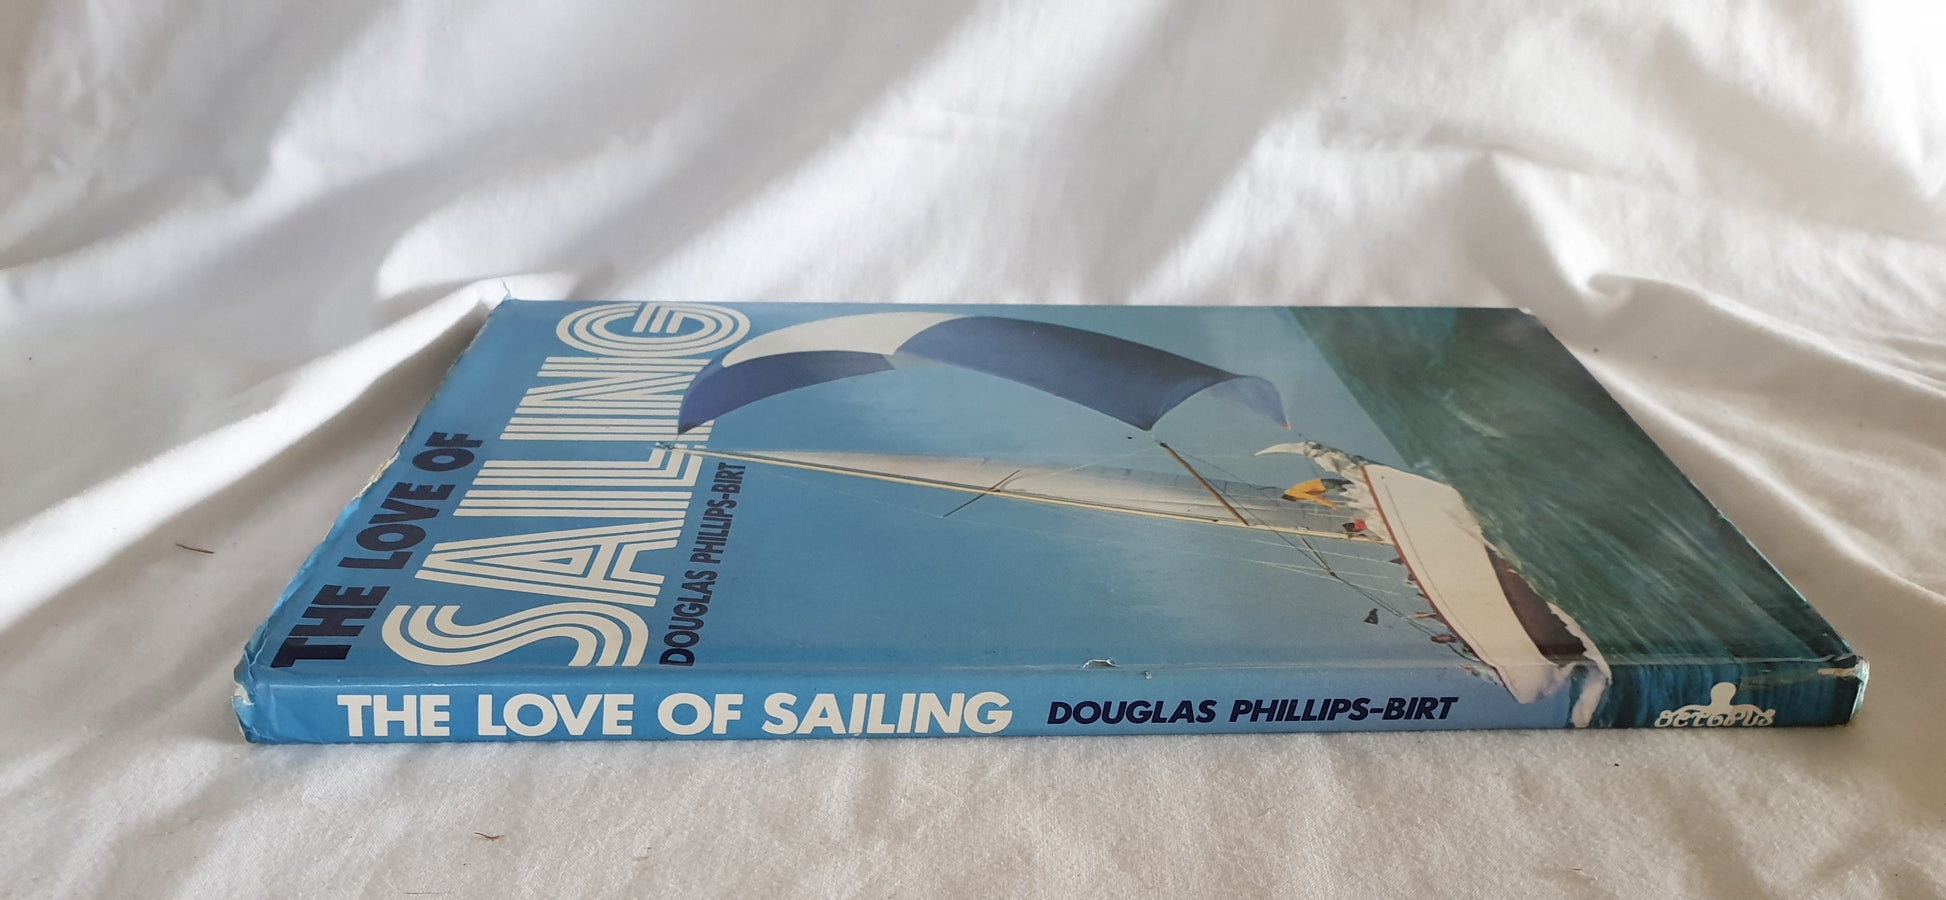 THE LOVE OF
SAILING
DOUGLAS PHILLIPS-BIRT
THE LOVE OF SAILING DOUGLAS PHILLIPS-BIRT octopus